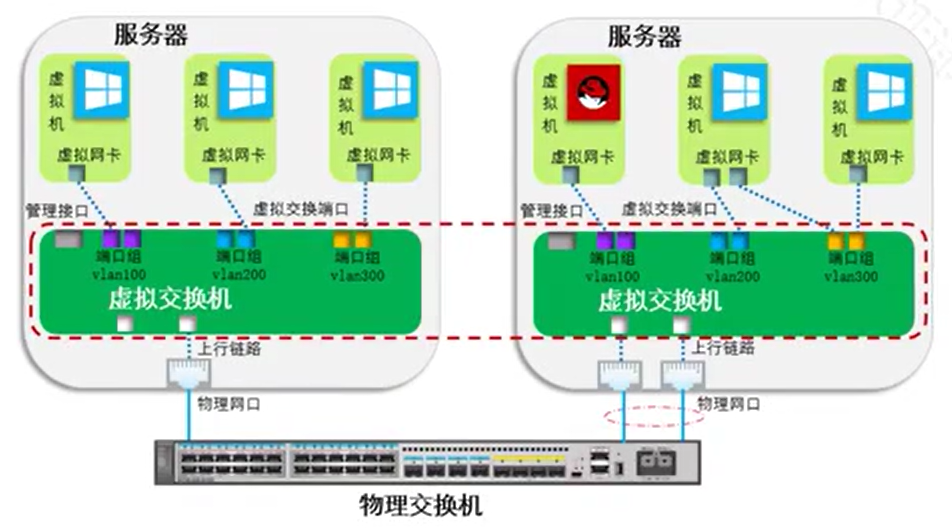 服务器
服务器
虚拟机
虚拟机
虚拟机
虚拟机
虚拟机
虚拟机
虚拟网卡
虚拟网卡
虚拟网卡
虚拟网卡
虚拟网卡
虚拟网卡
管理接口
虚拟交换端口
管理接口
虚拟交换端口
端口组
vlan100
端口组
vlan200
端口组
vlan300
端口组
vlan100
端口组
vlan200
端口组
vlan300
虚拟交换机
虚拟交换机
上行链路
上行链路
物理网口
物理网口
物理交换机